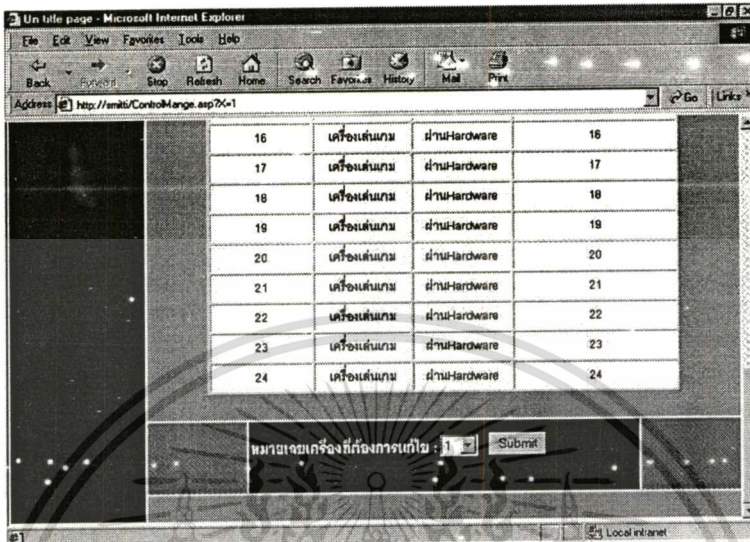 Un title page - Microsoft Internet Explorer
File Edit View Favorites Tools Help
Back Forward Stop Refresh Home Search Favorites History Mail Print
Address http://smitti/ControlMange.asp?X=1 Go Links
16 เครื่องเล่นเกม ผ่านHardware 16
17 เครื่องเล่นเกม ผ่านHardware 17
18 เครื่องเล่นเกม ผ่านHardware 18
19 เครื่องเล่นเกม ผ่านHardware 19
20 เครื่องเล่นเกม ผ่านHardware 20
21 เครื่องเล่นเกม ผ่านHardware 21
22 เครื่องเล่นเกม ผ่านHardware 22
23 เครื่องเล่นเกม ผ่านHardware 23
24 เครื่องเล่นเกม ผ่านHardware 24
หมายเลขเครื่องที่ต้องการแก้ไข : 1 Submit
Local intranet